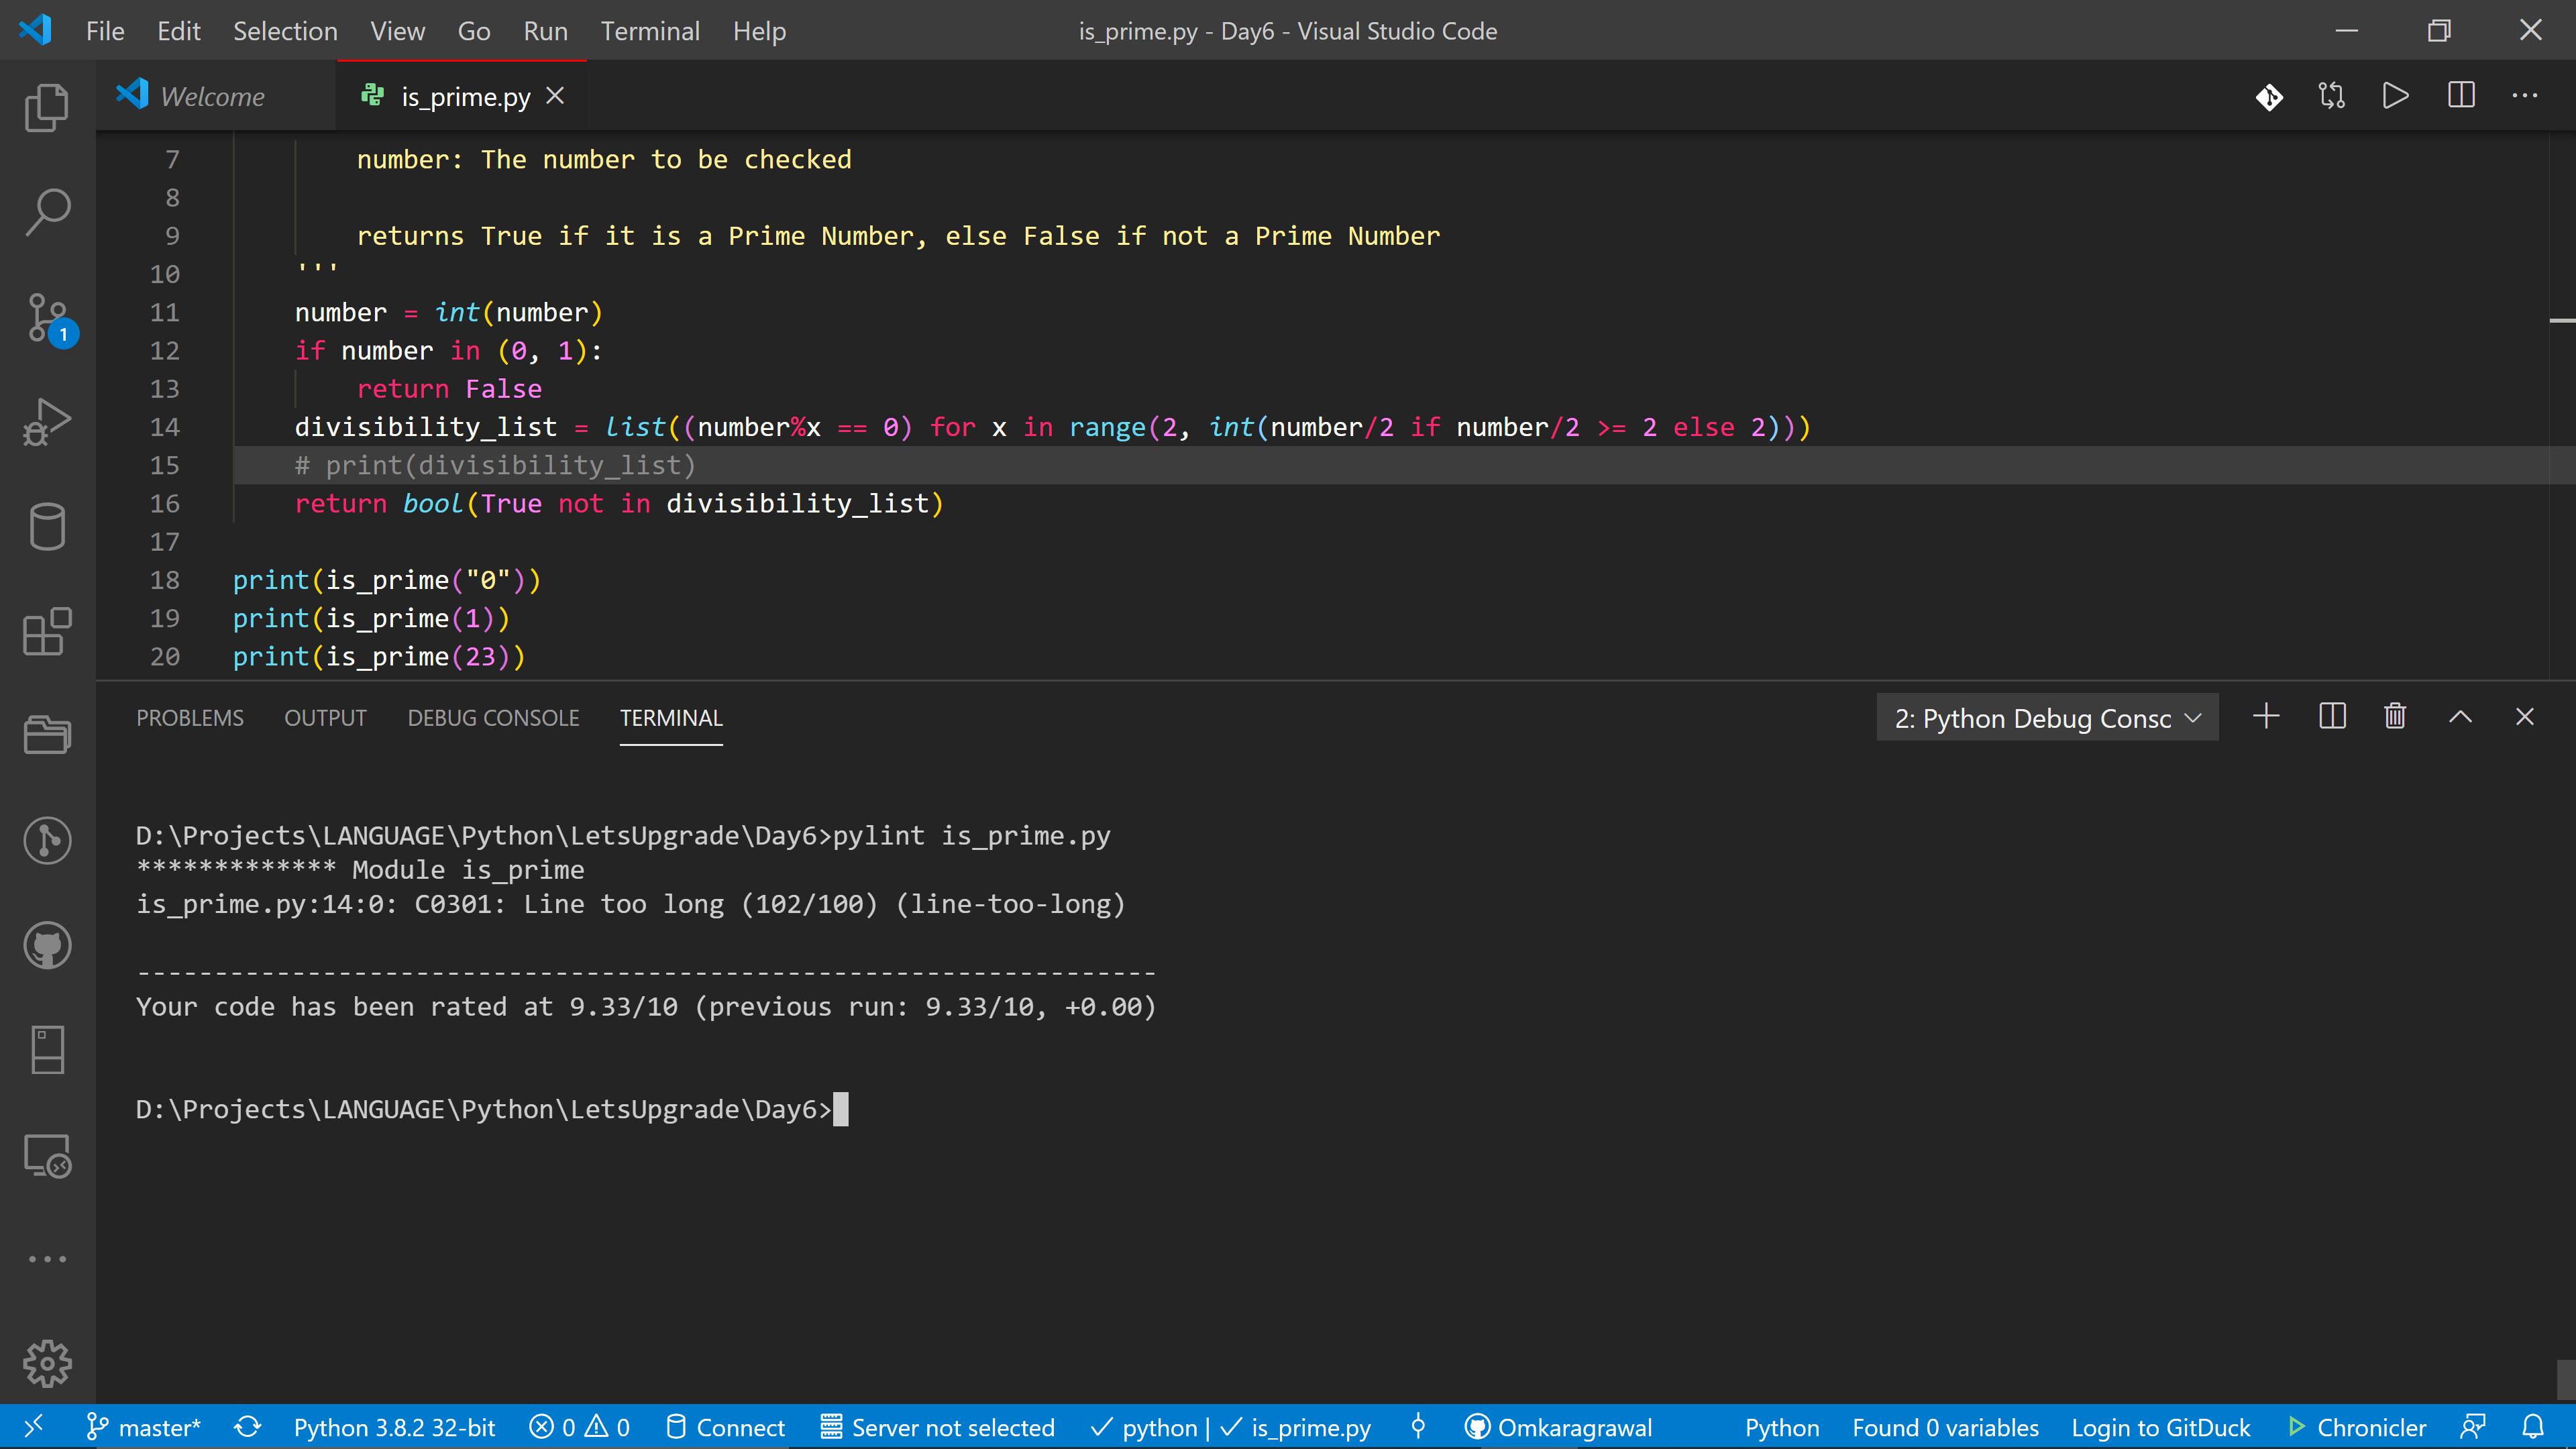 File Edit Selection View Go Run Terminal Help is_prime.py - Day6 - Visual Studio Code
Welcome is_prime.py
7 number: The number to be checked
8
9 returns True if it is a Prime Number, else False if not a Prime Number
10 '''
11 number = int(number)
12 if number in (0, 1):
13 return False
14 divisibility_list = list((number%x == 0) for x in range(2, int(number/2 if number/2 >= 2 else 2)))
15 # print(divisibility_list)
16 return bool(True not in divisibility_list)
17
18 print(is_prime("0"))
19 print(is_prime(1))
20 print(is_prime(23))
1
PROBLEMS OUTPUT DEBUG CONSOLE TERMINAL 2: Python Debug Consc
D:\Projects\LANGUAGE\Python\LetsUpgrade\Day6>pylint is_prime.py
************* Module is_prime
is_prime.py:14:0: C0301: Line too long (102/100) (line-too-long)
------------------------------------------------------------------
Your code has been rated at 9.33/10 (previous run: 9.33/10, +0.00)
D:\Projects\LANGUAGE\Python\LetsUpgrade\Day6>
master* Python 3.8.2 32-bit 0 0 Connect Server not selected python | is_prime.py Omkaragrawal Python Found 0 variables Login to GitDuck Chronicler